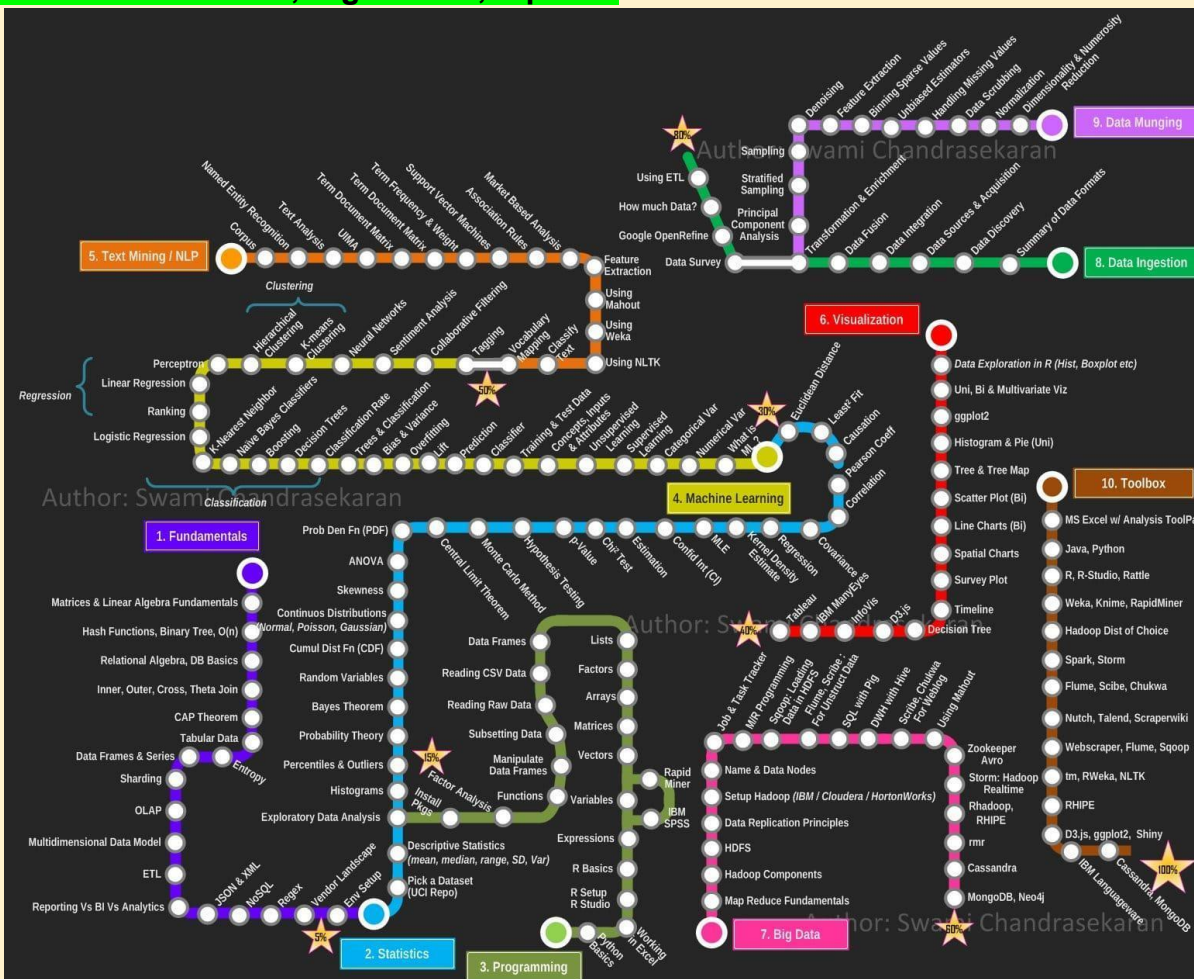 Author: Swami Chandrasekaran
Author: Swami Chandrasekaran
Author: Swami Chandrasekaran
Author: Swami Chandrasekaran
1. Fundamentals
Matrices & Linear Algebra Fundamentals
Hash Functions, Binary Tree, O(n)
Relational Algebra, DB Basics
Inner, Outer, Cross, Theta Join
CAP Theorem
Tabular Data
Entropy
Data Frames & Series
Sharding
OLAP
Multidimensional Data Model
ETL
Reporting Vs BI Vs Analytics
JSON & XML
NoSQL
Regex
Vendor Landscape
Env Setup
5%
2. Statistics
Pick a Dataset
(UCI Repo)
Descriptive Statistics
(mean, median, range, SD, Var)
Exploratory Data Analysis
Histograms
Percentiles & Outliers
Probability Theory
Bayes Theorem
Random Variables
Cumul Dist Fn (CDF)
Continuos Distributions
(Normal, Poisson, Gaussian)
Skewness
ANOVA
Prob Den Fn (PDF)
Central Limit Theorem
Monte Carlo Method
Hypothesis Testing
p-Value
Chi² Test
Estimation
Confid Int (CI)
MLE
Kernel Density
Estimate
Regression
Covariance
Correlation
Pearson Coeff
Causation
Least² Fit
Euclidean Distance
30%
15%
3. Programming
Python
Basics
Working
in Excel
R Setup
R Studio
R Basics
Expressions
Variables
IBM
SPSS
Rapid
Miner
Vectors
Matrices
Arrays
Factors
Lists
Data Frames
Reading CSV Data
Reading Raw Data
Subsetting Data
Manipulate
Data Frames
Functions
Factor Analysis
Install
Pkgs
4. Machine Learning
What is
ML?
Numerical Var
Categorical Var
Supervised
Learning
Unsupervised
Learning
Concepts, Inputs
& Attributes
Training & Test Data
Classifier
Prediction
Lift
Overfitting
Bias & Variance
Trees & Classification
Classification Rate
Decision Trees
Boosting
Naïve Bayes Classifiers
K-Nearest Neighbor
Classification
Logistic Regression
Ranking
Linear Regression
Regression
Perceptron
Clustering
Hierarchical
Clustering
K-means
Clustering
Neural Networks
Sentiment Analysis
Collaborative Filtering
Tagging
50%
5. Text Mining / NLP
Corpus
Named Entity Recognition
Text Analysis
UIMA
Term Document Matrix
Term Document Matrix
Term Frequency & Weight
Support Vector Machines
Association Rules
Market Based Analysis
Feature
Extraction
Using
Mahout
Using
Weka
Using NLTK
Classify
Text
Vocabulary
Mapping
6. Visualization
Data Exploration in R (Hist, Boxplot etc)
Uni, Bi & Multivariate Viz
ggplot2
Histogram & Pie (Uni)
Tree & Tree Map
Scatter Plot (Bi)
Line Charts (Bi)
Spatial Charts
Survey Plot
Timeline
Decision Tree
D3.js
InfoVis
IBM ManyEyes
Tableau
40%
7. Big Data
Map Reduce Fundamentals
Hadoop Components
HDFS
Data Replication Principles
Setup Hadoop (IBM / Cloudera / HortonWorks)
Name & Data Nodes
Job & Task Tracker
M/R Programming
Sqoop: Loading
Data in HDFS
Flume, Scribe :
For Unstruct Data
SQL with Pig
DWH with Hive
Scribe, Chukwa
For Weblog
Using Mahout
Zookeeper
Avro
Storm: Hadoop
Realtime
Rhadoop,
RHIPE
rmr
Cassandra
MongoDB, Neo4j
60%
8. Data Ingestion
Summary of Data Formats
Data Discovery
Data Sources & Acquisition
Data Integration
Data Fusion
Transformation & Enrichment
Data Survey
Google OpenRefine
How much Data?
Using ETL
80%
9. Data Munging
Dimensionality & Numerosity
Reduction
Normalization
Data Scrubbing
Handling Missing Values
Unbiased Estimators
Binning Sparse Values
Feature Extraction
Denoising
Sampling
Stratified
Sampling
Principal
Component
Analysis
10. Toolbox
MS Excel w/ Analysis ToolPa
Java, Python
R, R-Studio, Rattle
Weka, Knime, RapidMiner
Hadoop Dist of Choice
Spark, Storm
Flume, Scibe, Chukwa
Nutch, Talend, Scraperwiki
Webscraper, Flume, Sqoop
tm, RWeka, NLTK
RHIPE
D3.js, ggplot2, Shiny
IBM Languageware
Cassandra, MongoDB
100%